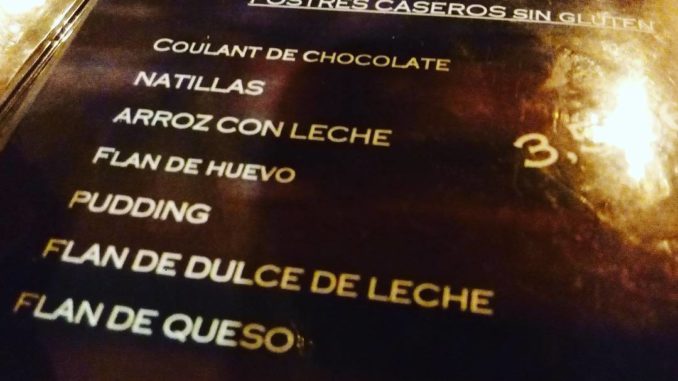 POSTRES CASEROS SIN GLUTEN
COULANT DE CHOCOLATE
NATILLAS
ARROZ CON LECHE
FLAN DE HUEVO
PUDDING
FLAN DE DULCE DE LECHE
FLAN DE QUESO